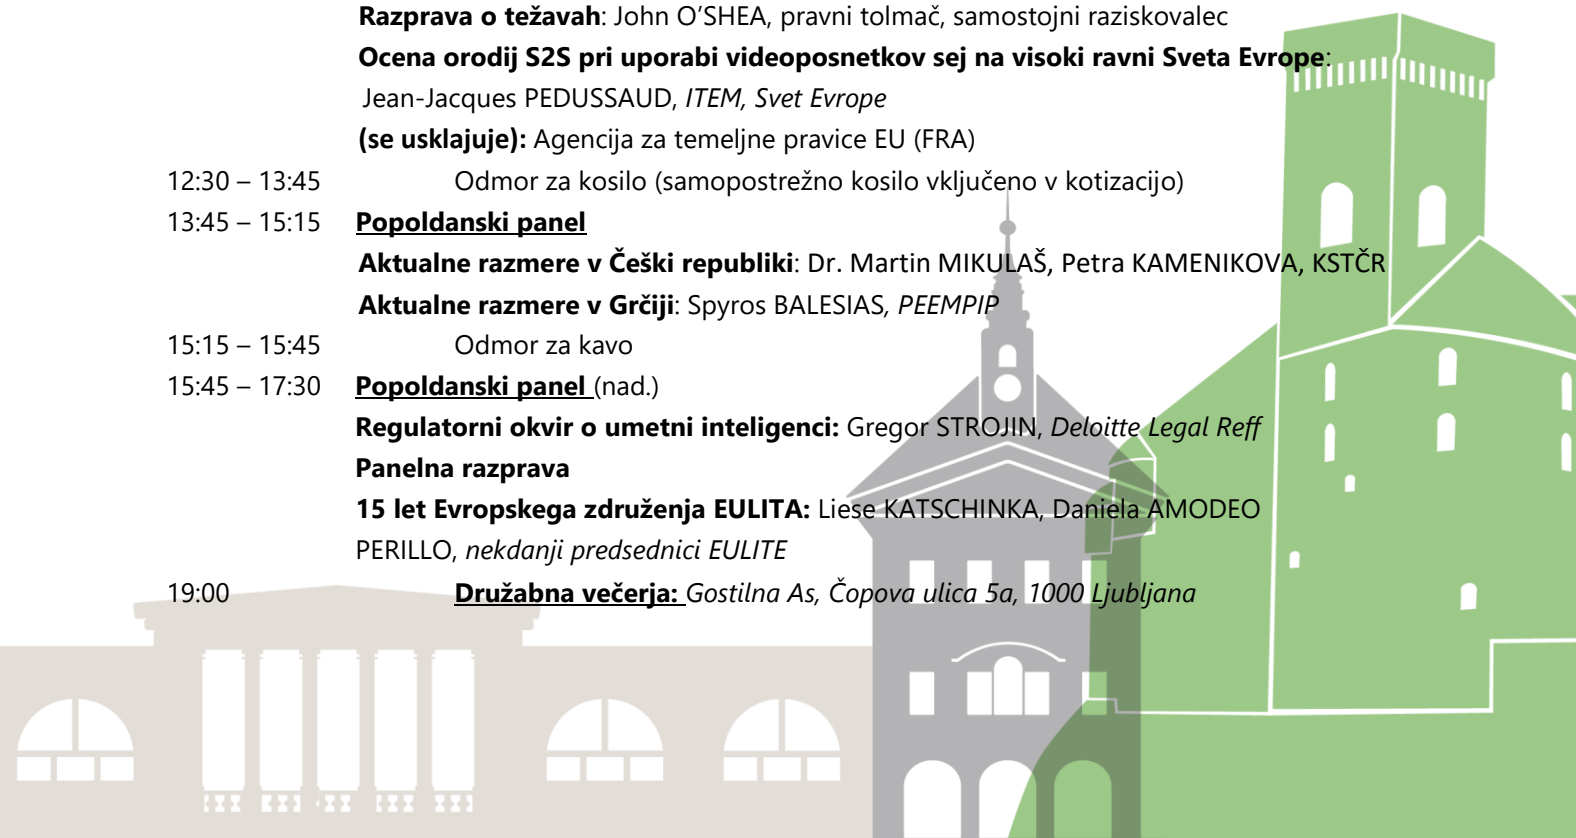 Razprava o težavah: John O’SHEA, pravni tolmač, samostojni raziskovalec
Ocena orodij S2S pri uporabi videoposnetkov sej na visoki ravni Sveta Evrope:
Jean-Jacques PEDUSSAUD, ITEM, Svet Evrope
(se usklajuje): Agencija za temeljne pravice EU (FRA)
12:30 – 13:45 Odmor za kosilo (samopostrežno kosilo vključeno v kotizacijo)
13:45 – 15:15 Popoldanski panel
Aktualne razmere v Češki republiki: Dr. Martin MIKULAŠ, Petra KAMENIKOVA, KSTČR
Aktualne razmere v Grčiji: Spyros BALESIAS, PEEMPIP
15:15 – 15:45 Odmor za kavo
15:45 – 17:30 Popoldanski panel (nad.)
Regulatorni okvir o umetni inteligenci: Gregor STROJIN, Deloitte Legal Reff
Panelna razprava
15 let Evropskega združenja EULITA: Liese KATSCHINKA, Daniela AMODEO
PERILLO, nekdanji predsednici EULITE
19:00 Družabna večerja: Gostilna As, Čopova ulica 5a, 1000 Ljubljana